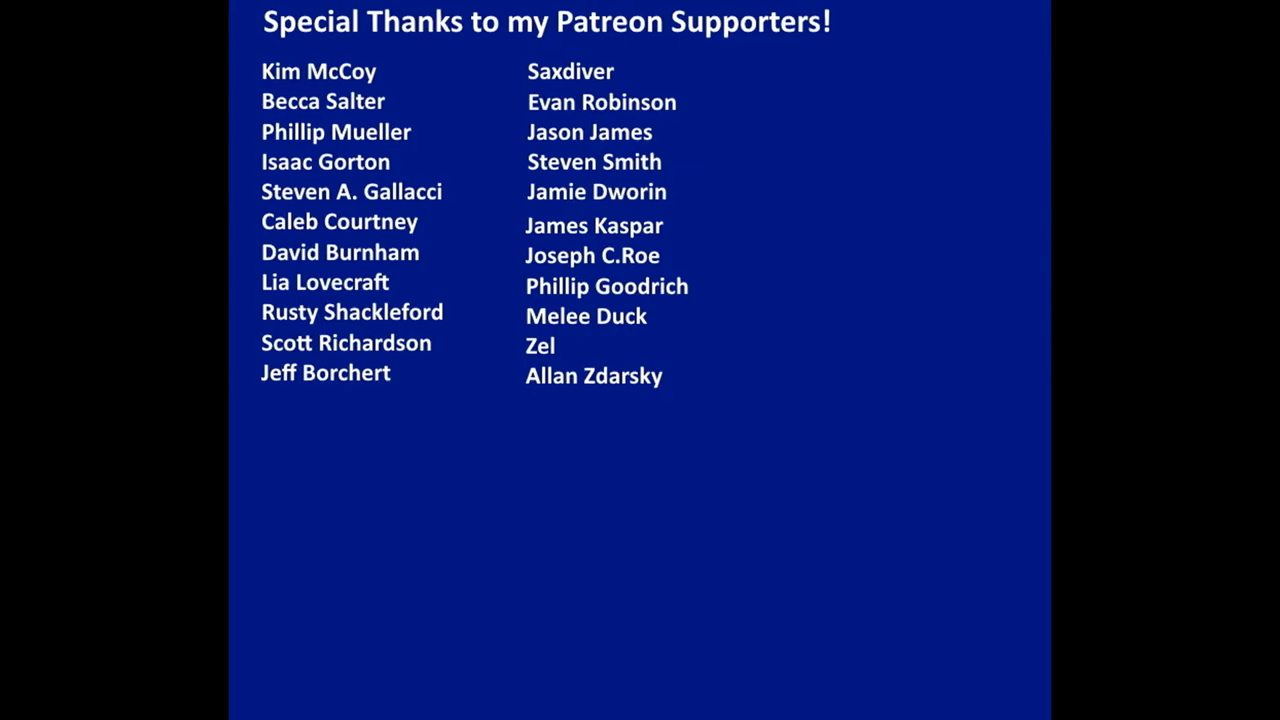 Special Thanks to my Patreon Supporters!
Kim McCoy
Becca Salter
Phillip Mueller
Isaac Gorton
Steven A. Gallacci
Caleb Courtney
David Burnham
Lia Lovecraft
Rusty Shackleford
Scott Richardson
Jeff Borchert
Saxdiver
Evan Robinson
Jason James
Steven Smith
Jamie Dworin
James Kaspar
Joseph C.Roe
Phillip Goodrich
Melee Duck
Zel
Allan Zdarsky